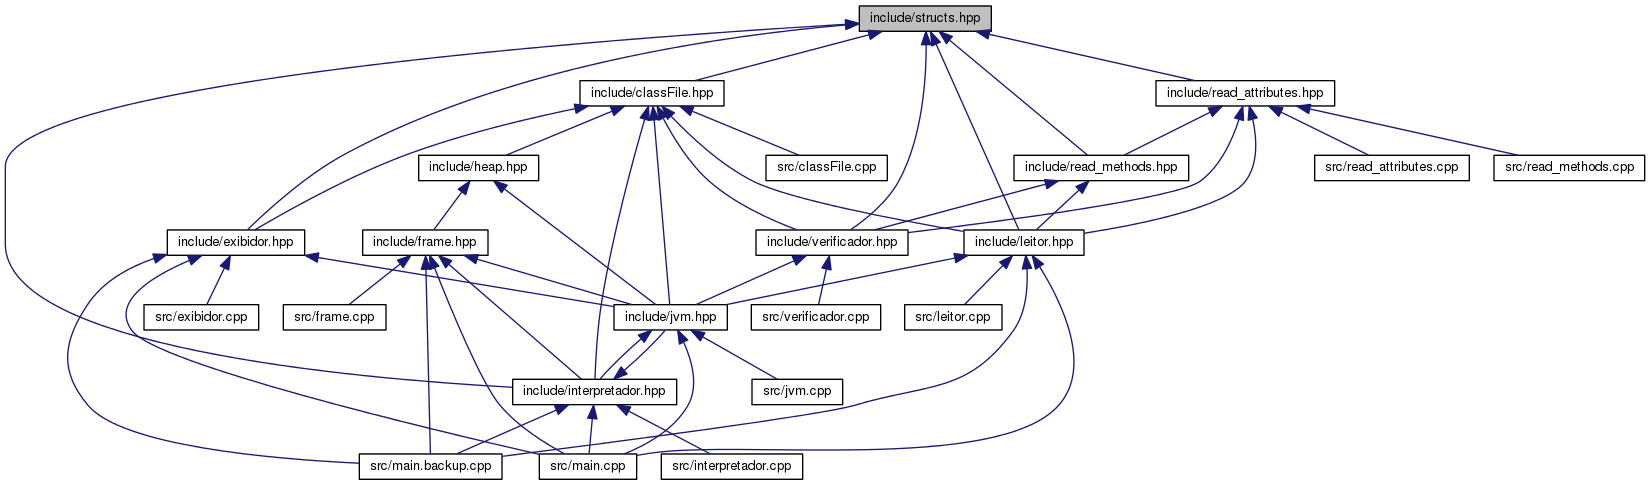 include/structs.hpp
include/classFile.hpp
include/read_attributes.hpp
include/heap.hpp
src/classFile.cpp
include/read_methods.hpp
src/read_attributes.cpp
src/read_methods.cpp
include/exibidor.hpp
include/frame.hpp
include/verificador.hpp
include/leitor.hpp
src/exibidor.cpp
src/frame.cpp
include/jvm.hpp
src/verificador.cpp
src/leitor.cpp
include/interpretador.hpp
src/jvm.cpp
src/main.backup.cpp
src/main.cpp
src/interpretador.cpp